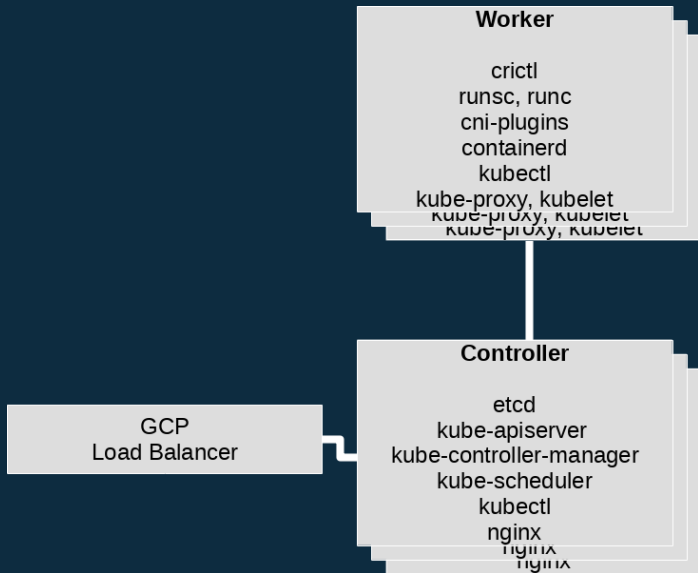 Worker
crictl
runsc, runc
cni-plugins
containerd
kubectl
kube-proxy, kubelet
kube-proxy, kubelet
kube-proxy, kubelet
Controller
etcd
kube-apiserver
kube-controller-manager
kube-scheduler
kubectl
nginx
nginx
nginx
GCP
Load Balancer